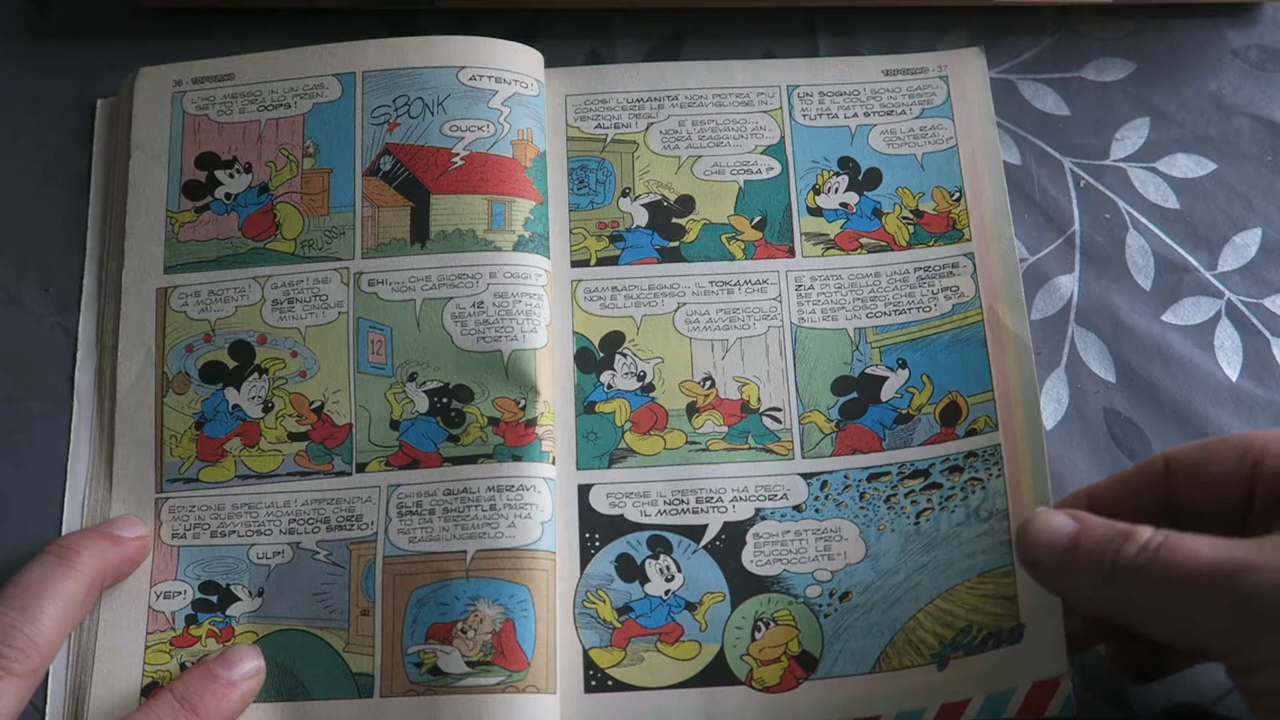 36 - TOPOLINO
L'HO MESSO IN UN CAS-
SETTO! ORA LO PREN-
DO E... OOPS!
FRUSSH
ATTENTO!
SBONK
OUCK!
CHE BOTTA!
A MOMENTI
MI...
GASP! SEI
STATO
SVENUTO
PER CINQUE
MINUTI!
EHI,... CHE GIORNO E' OGGI?
NON CAPISCO!
SEMPRE
IL 12, NO? HAI
SEMPLICEMEN-
TE SBATTUTO
CONTRO LA
PORTA!
12
EDIZIONE SPECIALE! APPRENDIA-
MO IN QUESTO MOMENTO CHE
L'UFO AVVISTATO POCHE ORE
FA E' ESPLOSO NELLO SPAZIO!
ULP!
YEP!
CHISSA' QUALI MERAVI-
GLIE CONTENEVA! LO
SPACE SHUTTLE, PARTI-
TO DA TERRA, NON HA
FATTO IN TEMPO A
RAGGIUNGERLO...
TOPOLINO - 37
... COSI' L'UMANITA' NON POTRA' PIU'
CONOSCERE LE MERAVIGLIOSE IN-
VENZIONI DEGLI
ALIENI!
E' ESPLOSO...
NON L'AVEVANO AN-
CORA RAGGIUNTO...
MA ALLORA...
ALLORA...
CHE COSA?
UN SOGNO! SONO CADU-
TO E IL COLPO IN TESTA
MI HA FATTO SOGNARE
TUTTA LA STORIA!
ME LA RAC-
CONTERAI,
TOPOLINO?
GAMBADILEGNO... IL TOKAMAK...
NON E' SUCCESSO NIENTE! CHE
SOLLIEVO!
UNA PERICOLO-
SA AVVENTURA,
IMMAGINO!
E' STATA COME UNA PROFE-
ZIA DI QUELLO CHE SAREB-
BE POTUTO ACCADERE!
STRANO, PERO', CHE L'UFO
SIA ESPLOSO PRIMA DI STA-
BILIRE UN CONTATTO!
FORSE IL DESTINO HA DECI-
SO CHE NON ERA ANCORA
IL MOMENTO!
BOH? STRANI
EFFETTI PRO-
DUCONO LE
"CAPOCCIATE"!
fine